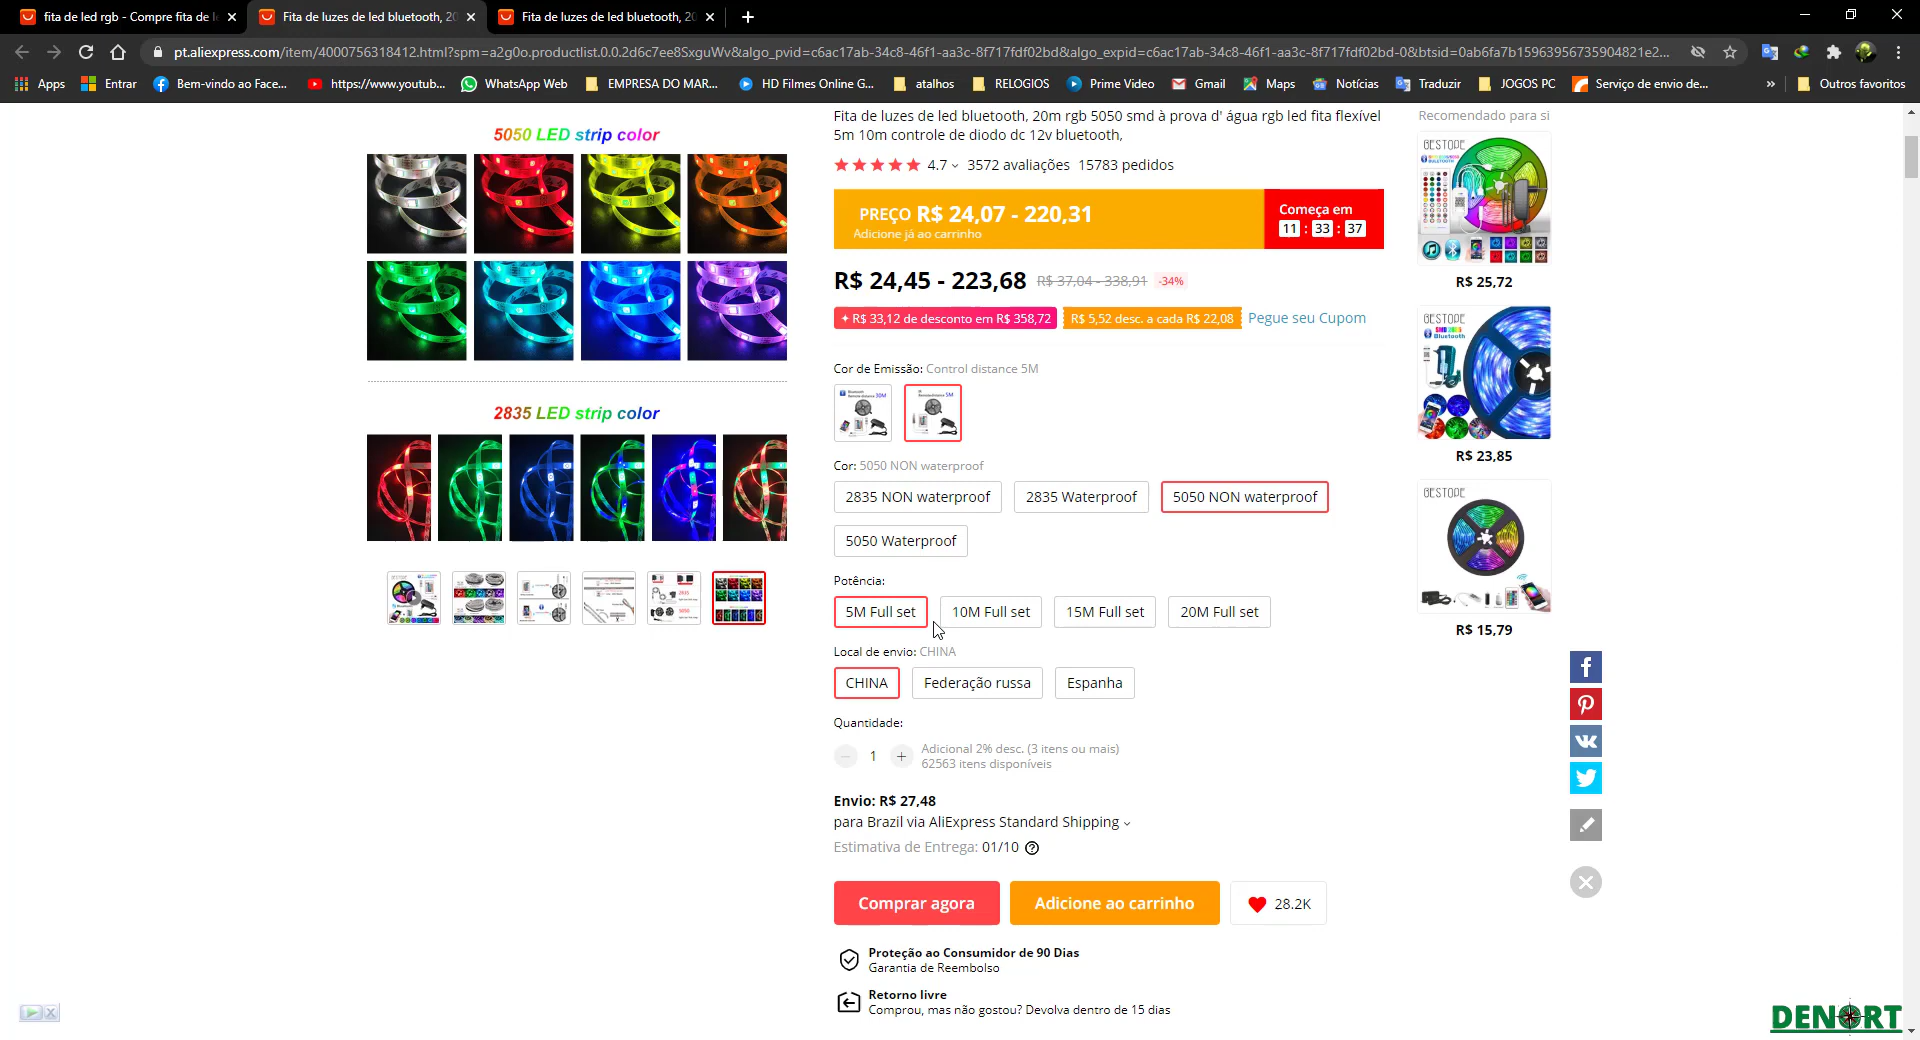 fita de led rgb - Compre fita de l
Fita de luzes de led bluetooth, 20
Fita de luzes de led bluetooth, 20
pt.aliexpress.com/item/4000756318412.html?spm=a2g0o.productlist.0.0.2d6c7ee8SxguWv&algo_pvid=c6ac17ab-34c8-46f1-aa3c-8f717fdf02bd&algo_expid=c6ac17ab-34c8-46f1-aa3c-8f717fdf02bd-0&btsid=0ab6fa7b15963956735904821e2...
Apps Entrar Bem-vindo ao Face... https://www.youtub... WhatsApp Web EMPRESA DO MAR... HD Filmes Online G... atalhos RELOGIOS Prime Video Gmail Maps Notícias Traduzir JOGOS PC Serviço de envio de... » Outros favoritos
5050 LED strip color
2835 LED strip color
Fita de luzes de led bluetooth, 20m rgb 5050 smd à prova d' água rgb led fita flexível
5m 10m controle de diodo dc 12v bluetooth,
4.7 3572 avaliações 15783 pedidos
PREÇO R$ 24,07 - 220,31
Adicione já ao carrinho
Começa em
11 : 33 : 37
R$ 24,45 - 223,68 R$ 37,04 - 338,91 -34%
R$ 33,12 de desconto em R$ 358,72 R$ 5,52 desc. a cada R$ 22,08 Pegue seu Cupom
Cor de Emissão: Control distance 5M
Cor: 5050 NON waterproof
2835 NON waterproof 2835 Waterproof 5050 NON waterproof
5050 Waterproof
Potência:
5M Full set 10M Full set 15M Full set 20M Full set
Local de envio: CHINA
CHINA Federação russa Espanha
Quantidade:
1
Adicional 2% desc. (3 itens ou mais)
62563 itens disponíveis
Envio: R$ 27,48
para Brazil via AliExpress Standard Shipping
Estimativa de Entrega: 01/10
Comprar agora Adicione ao carrinho 28.2K
Proteção ao Consumidor de 90 Dias
Garantia de Reembolso
Retorno livre
Comprou, mas não gostou? Devolva dentro de 15 dias
Recomendado para si
GESTOPE
R$ 25,72
GESTOPE
Bluetooth
R$ 23,85
GESTOPE
R$ 15,79
DENORT